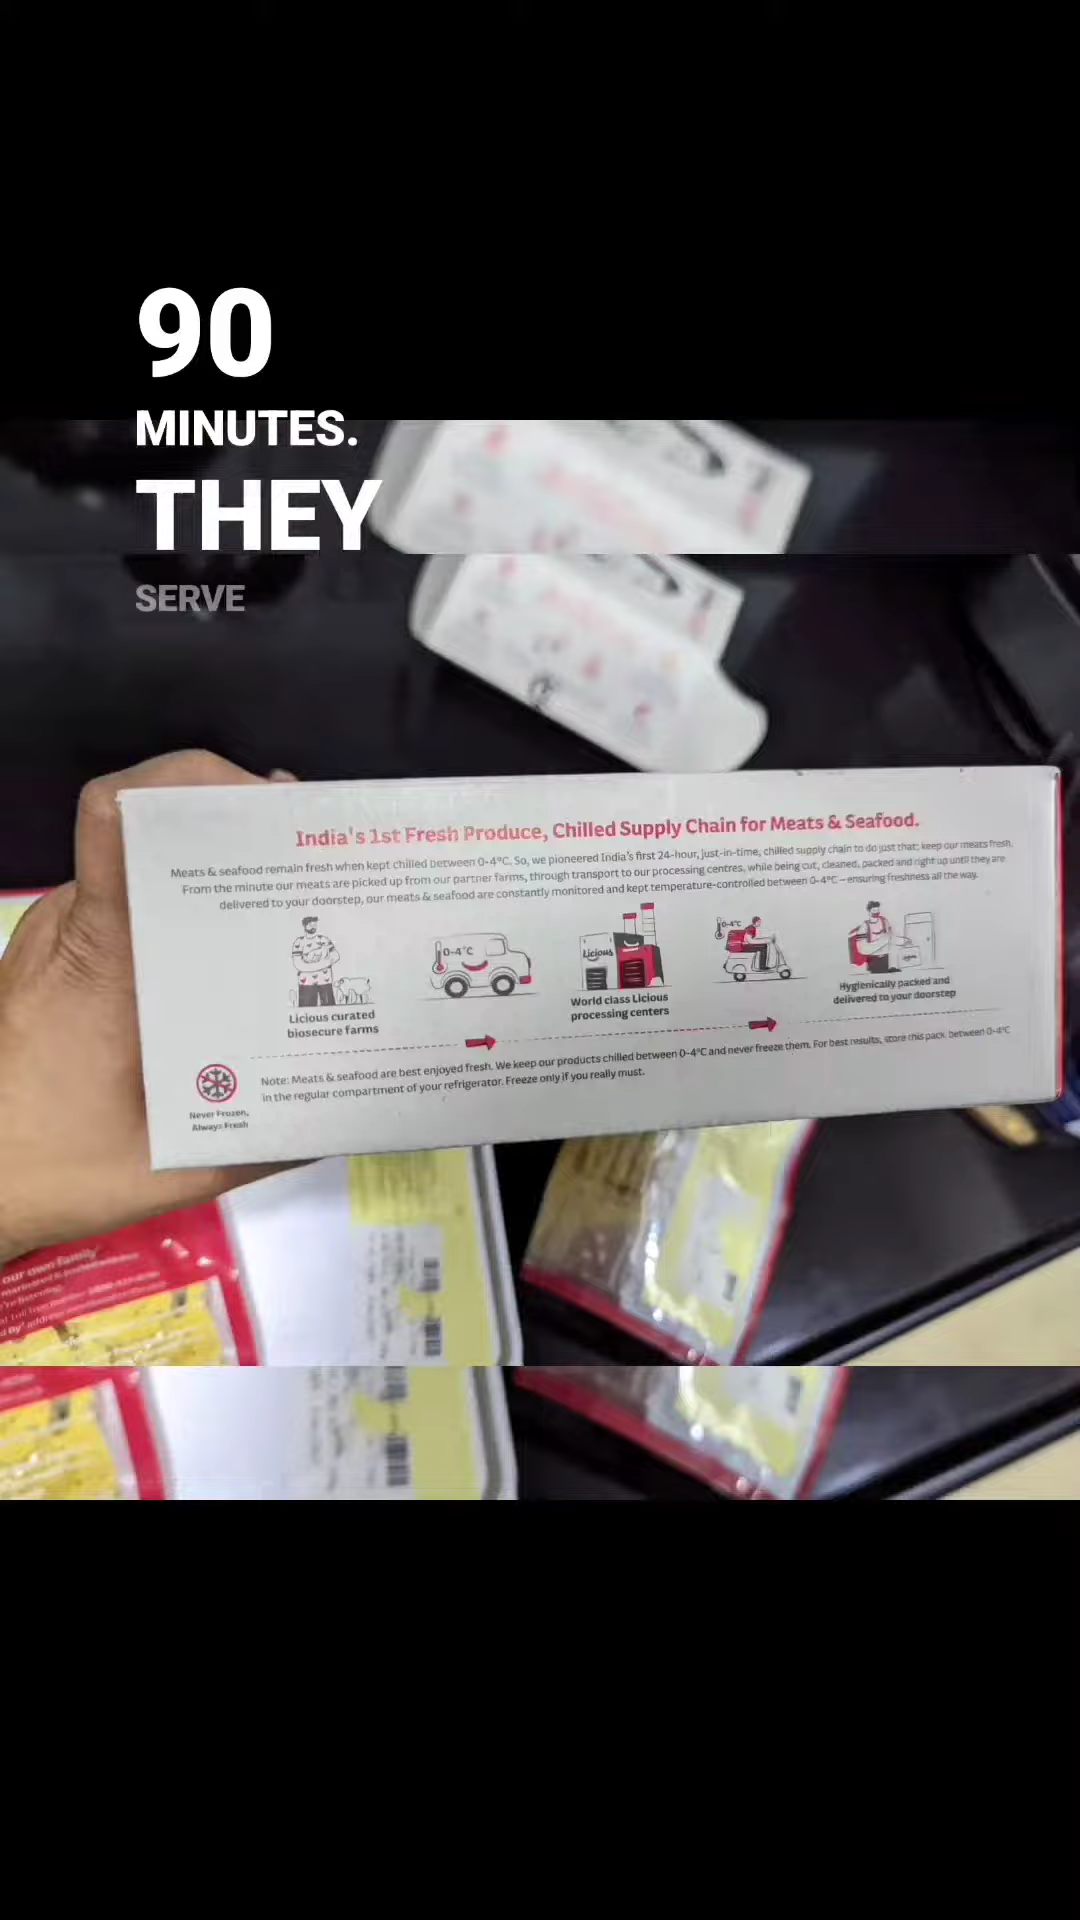 90
MINUTES.
THEY
SERVE
India's 1st Fresh Produce, Chilled Supply Chain for Meats & Seafood.
Meats & seafood remain fresh when kept chilled between 0-4°C. So, we pioneered India's first 24-hour, just-in-time, chilled supply chain to do just that: keep our meats fresh.
From the minute our meats are picked up from our partner farms, through transport to our processing centres, while being cut, cleaned, packed and right up until they are
delivered to your doorstep, our meats & seafood are constantly monitored and kept temperature-controlled between 0-4°C – ensuring freshness all the way.
0-4°C
Licious
0-4°C
Licious curated
biosecure farms
World class Licious
processing centers
Hygienically packed and
delivered to your doorstep
Note: Meats & seafood are best enjoyed fresh. We keep our products chilled between 0-4°C and never freeze them. For best results, store this pack between 0-4°C
in the regular compartment of your refrigerator. Freeze only if you really must.
Never Frozen,
Always Fresh
our own family